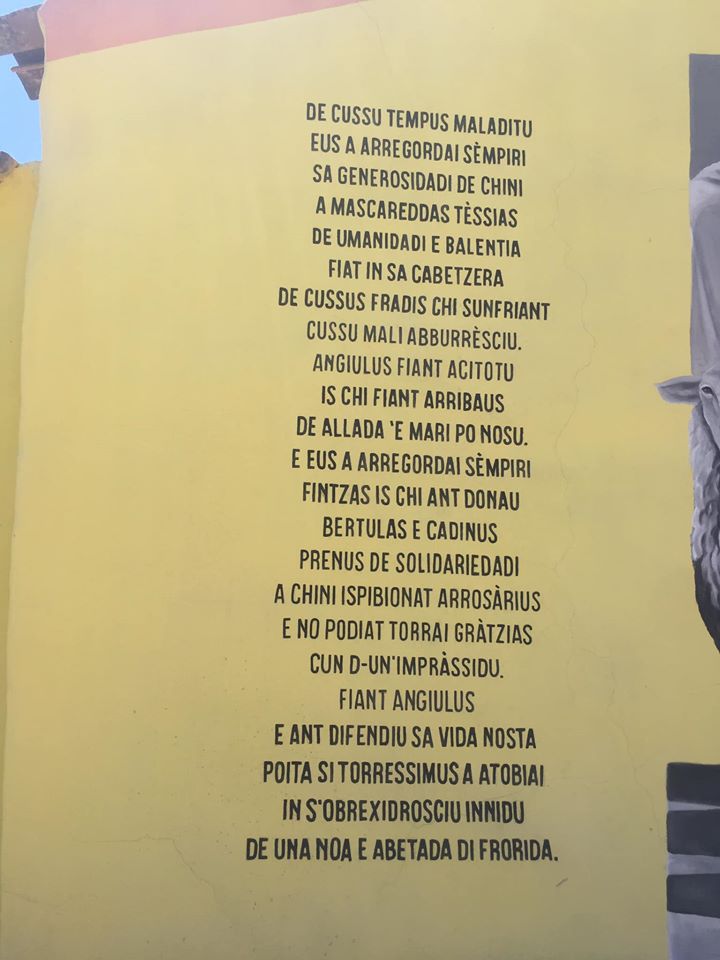 DE CUSSU TEMPUS MALADITU
EUS A ARREGORDAI SÈMPIRI
SA GENEROSIDADI DE CHINI
A MASCAREDDAS TÈSSIAS
DE UMANIDADI E BALENTIA
FIAT IN SA CABETZERA
DE CUSSUS FRADIS CHI SUNFRIANT
CUSSU MALI ABBURRÈSCIU.
ANGIULUS FIANT ACITOTU
IS CHI FIANT ARRIBAUS
DE ALLADA 'E MARI PO NOSU.
E EUS A ARREGORDAI SÈMPIRI
FINTZAS IS CHI ANT DONAU
BERTULAS E CADINUS
PRENUS DE SOLIDARIEDADI
A CHINI ISPIBIONAT ARROSÀRIUS
E NO PODIAT TORRAI GRÀTZIAS
CUN D-UN'IMPRÀSSIDU.
FIANT ANGIULUS
E ANT DIFENDIU SA VIDA NOSTA
POITA SI TORRESSIMUS A ATOBIAI
IN S'OBREXIDROSCIU INNIDU
DE UNA NOA E ABETADA DI FRORIDA.